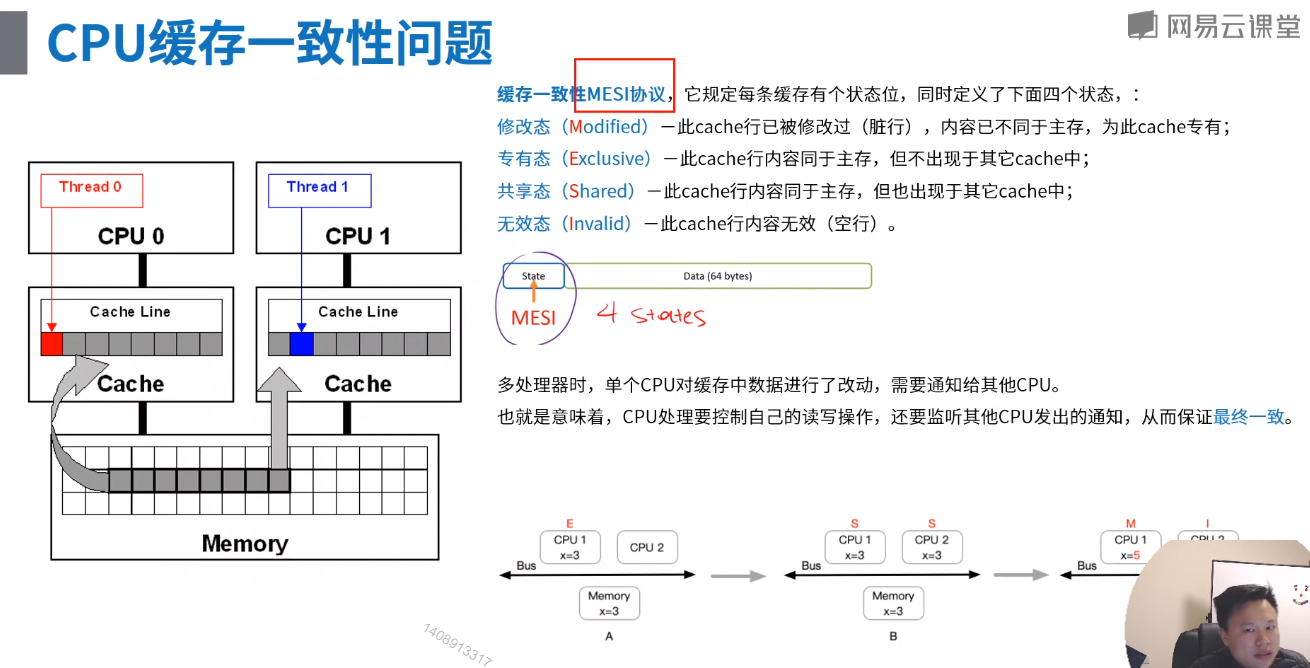 CPU缓存一致性问题
网易云课堂
缓存一致性MESI协议，它规定每条缓存有个状态位，同时定义了下面四个状态，：
修改态（Modified）—此cache行已被修改过（脏行），内容已不同于主存，为此cache专有；
专有态（Exclusive）—此cache行内容同于主存，但不出现于其它cache中；
共享态（Shared）—此cache行内容同于主存，但也出现于其它cache中；
无效态（Invalid）—此cache行内容无效（空行）。
Thread 0
CPU 0
Thread 1
CPU 1
Cache Line
Cache
Cache Line
Cache
Memory
State
Data (64 bytes)
MESI
4 states
多处理器时，单个CPU对缓存中数据进行了改动，需要通知给其他CPU。
也就是意味着，CPU处理要控制自己的读写操作，还要监听其他CPU发出的通知，从而保证最终一致。
E
CPU 1
x=3
CPU 2
Bus
Memory
x=3
A
S
S
CPU 1
x=3
CPU 2
x=3
Bus
Memory
x=3
B
M
I
CPU 1
x=5
Bus
1408913317